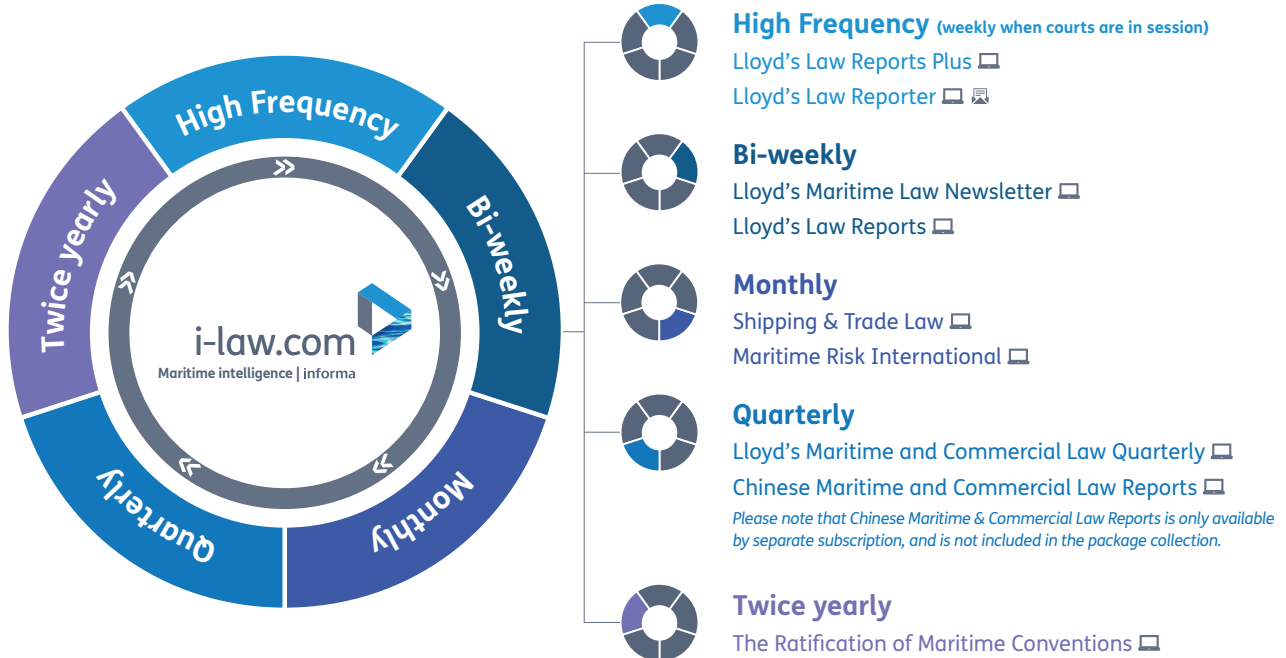 High Frequency
Bi-weekly
Monthly
Quarterly
Twice yearly
i-law.com
Maritime intelligence | informa
High Frequency (weekly when courts are in session)
Lloyd's Law Reports Plus
Lloyd's Law Reporter
Bi-weekly
Lloyd's Maritime Law Newsletter
Lloyd's Law Reports
Monthly
Shipping & Trade Law
Maritime Risk International
Quarterly
Lloyd's Maritime and Commercial Law Quarterly
Chinese Maritime and Commercial Law Reports
Please note that Chinese Maritime & Commercial Law Reports is only available
by separate subscription, and is not included in the package collection.
Twice yearly
The Ratification of Maritime Conventions